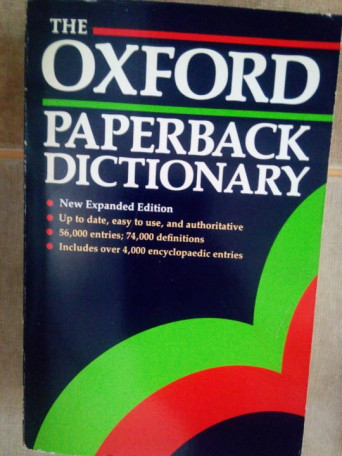 THE
OXFORD
PAPERBACK
DICTIONARY
New Expanded Edition
Up to date, easy to use, and authoritative
56,000 entries; 74,000 definitions
Includes over 4,000 encyclopaedic entries